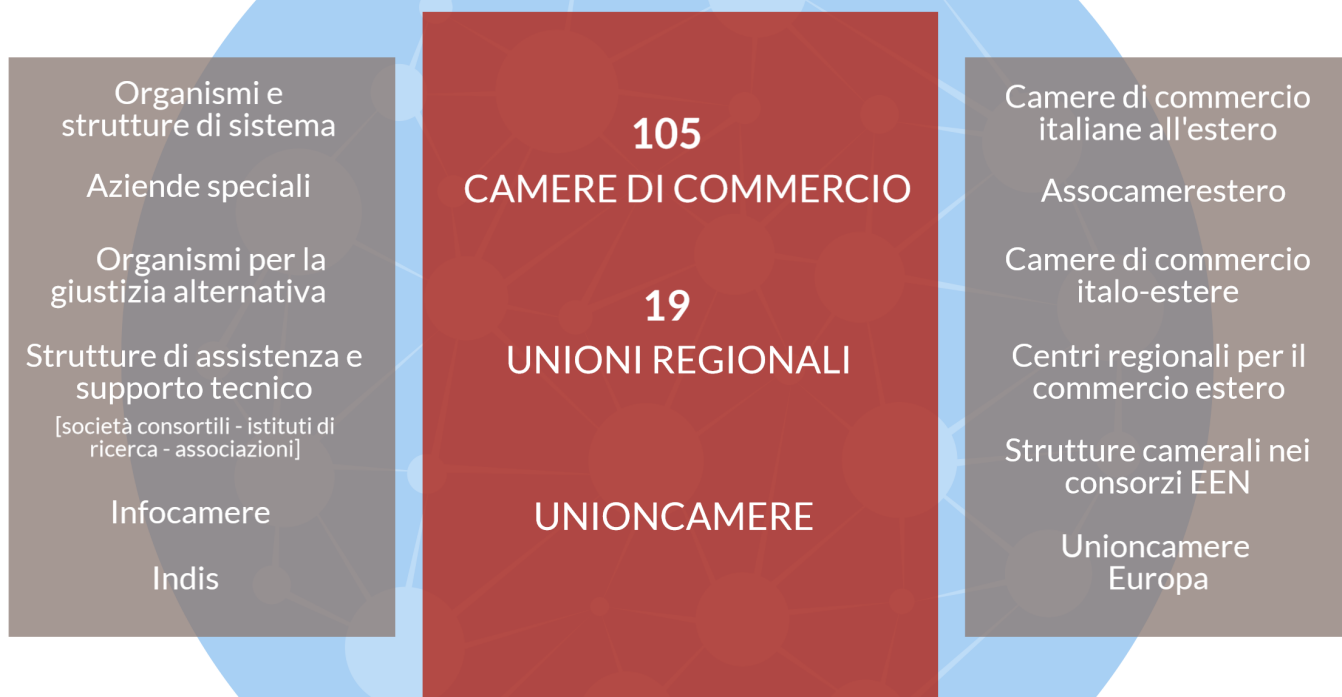 Organismi e
strutture di sistema
Aziende speciali
Organismi per la
giustizia alternativa
Strutture di assistenza e
supporto tecnico
[società consortili - istituti di
ricerca - associazioni]
Infocamere
Indis
105
CAMERE DI COMMERCIO
19
UNIONI REGIONALI
UNIONCAMERE
Camere di commercio
italiane all'estero
Assocamerestero
Camere di commercio
italo-estere
Centri regionali per il
commercio estero
Strutture camerali nei
consorzi EEN
Unioncamere
Europa